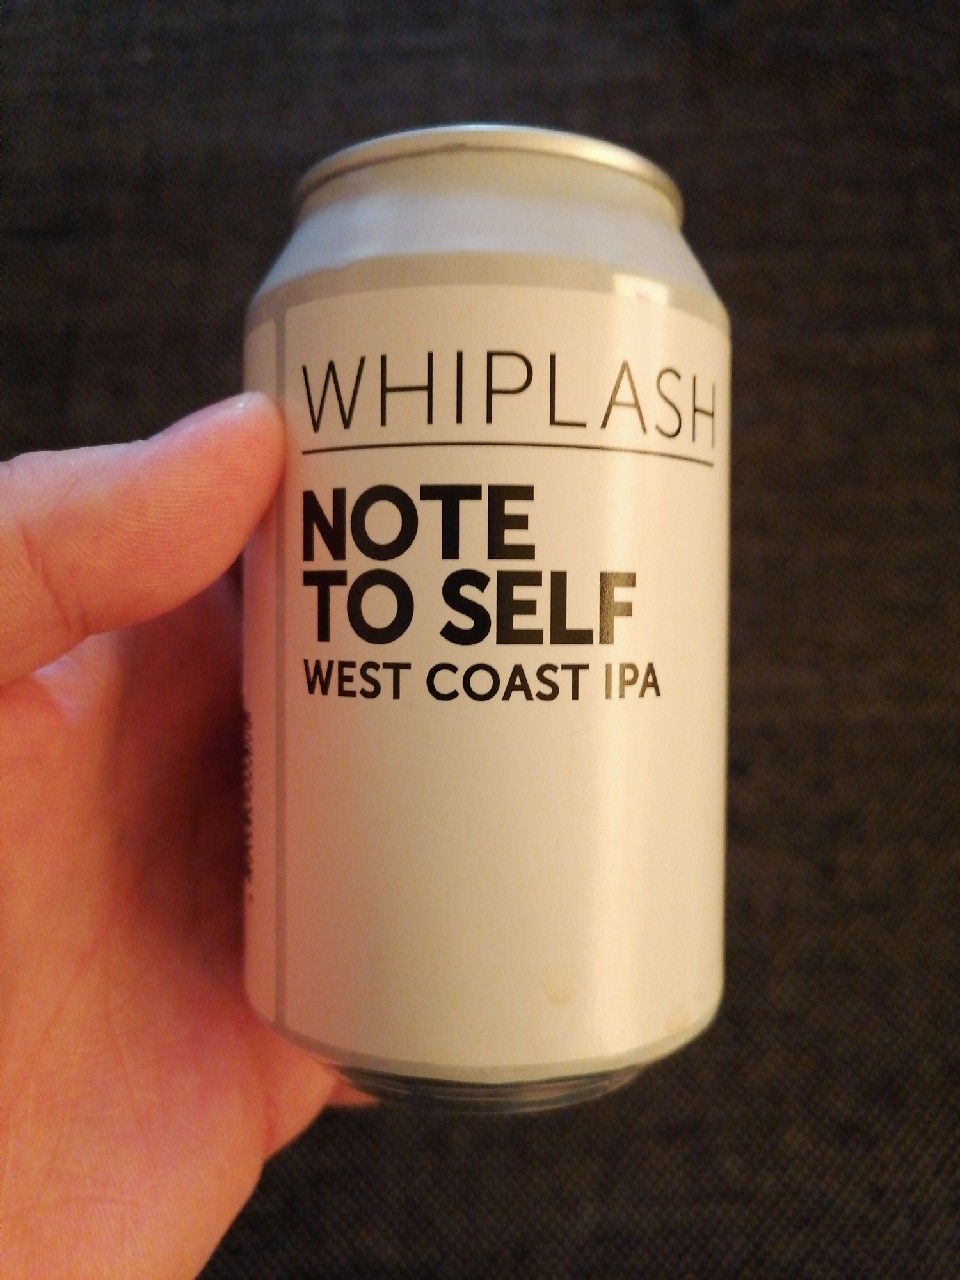 WHIPLASH
NOTE
TO SELF
WEST COAST IPA